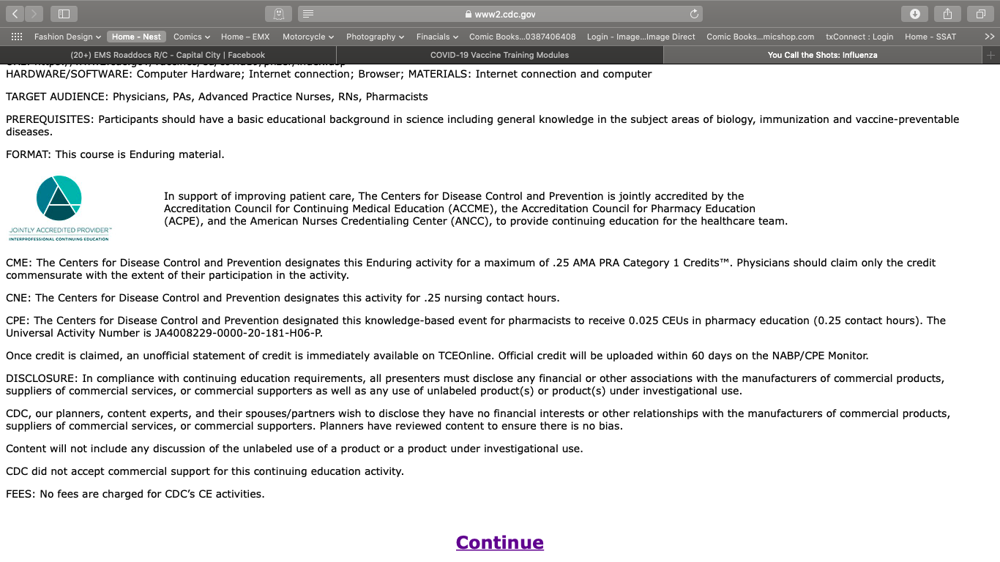 www2.cdc.gov
Fashion Design Home - Nest Comics Home – EMX Motorcycle Photography Finacials Comic Books...0387406408 Login - Image...Image Direct Comic Books...micshop.com txConnect : Login Home - SSAT >>
(20+) EMS Roaddocs R/C - Capital City | Facebook COVID-19 Vaccine Training Modules You Call the Shots: Influenza +
HARDWARE/SOFTWARE: Computer Hardware; Internet connection; Browser; MATERIALS: Internet connection and computer
TARGET AUDIENCE: Physicians, PAs, Advanced Practice Nurses, RNs, Pharmacists
PREREQUISITES: Participants should have a basic educational background in science including general knowledge in the subject areas of biology, immunization and vaccine-preventable
diseases.
FORMAT: This course is Enduring material.
In support of improving patient care, The Centers for Disease Control and Prevention is jointly accredited by the
Accreditation Council for Continuing Medical Education (ACCME), the Accreditation Council for Pharmacy Education
(ACPE), and the American Nurses Credentialing Center (ANCC), to provide continuing education for the healthcare team.
JOINTLY ACCREDITED PROVIDER™
INTERPROFESSIONAL CONTINUING EDUCATION
CME: The Centers for Disease Control and Prevention designates this Enduring activity for a maximum of .25 AMA PRA Category 1 Credits™. Physicians should claim only the credit
commensurate with the extent of their participation in the activity.
CNE: The Centers for Disease Control and Prevention designates this activity for .25 nursing contact hours.
CPE: The Centers for Disease Control and Prevention designated this knowledge-based event for pharmacists to receive 0.025 CEUs in pharmacy education (0.25 contact hours). The
Universal Activity Number is JA4008229-0000-20-181-H06-P.
Once credit is claimed, an unofficial statement of credit is immediately available on TCEOnline. Official credit will be uploaded within 60 days on the NABP/CPE Monitor.
DISCLOSURE: In compliance with continuing education requirements, all presenters must disclose any financial or other associations with the manufacturers of commercial products,
suppliers of commercial services, or commercial supporters as well as any use of unlabeled product(s) or product(s) under investigational use.
CDC, our planners, content experts, and their spouses/partners wish to disclose they have no financial interests or other relationships with the manufacturers of commercial products,
suppliers of commercial services, or commercial supporters. Planners have reviewed content to ensure there is no bias.
Content will not include any discussion of the unlabeled use of a product or a product under investigational use.
CDC did not accept commercial support for this continuing education activity.
FEES: No fees are charged for CDC’s CE activities.
Continue